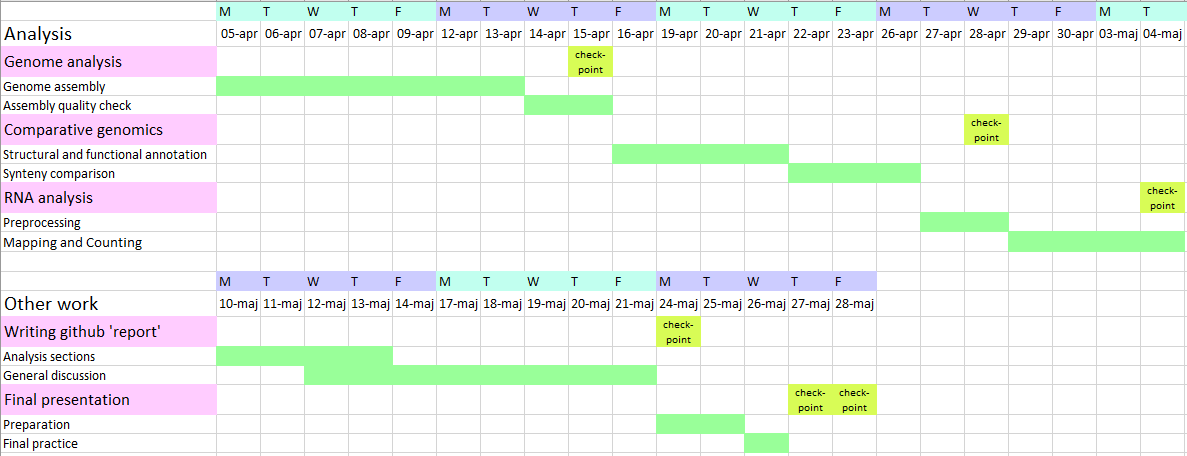 M T W T F M T W T F M T W T F M T W T F M T
Analysis 05-apr 06-apr 07-apr 08-apr 09-apr 12-apr 13-apr 14-apr 15-apr 16-apr 19-apr 20-apr 21-apr 22-apr 23-apr 26-apr 27-apr 28-apr 29-apr 30-apr 03-maj 04-maj
Genome analysis check-
point
Genome assembly
Assembly quality check
Comparative genomics check-
point
Structural and functional annotation
Synteny comparison
RNA analysis check-
point
Preprocessing
Mapping and Counting
M T W T F M T W T F M T W T F
Other work 10-maj 11-maj 12-maj 13-maj 14-maj 17-maj 18-maj 19-maj 20-maj 21-maj 24-maj 25-maj 26-maj 27-maj 28-maj
Writing github 'report' check-
point
Analysis sections
General discussion
Final presentation check- check-
point point
Preparation
Final practice